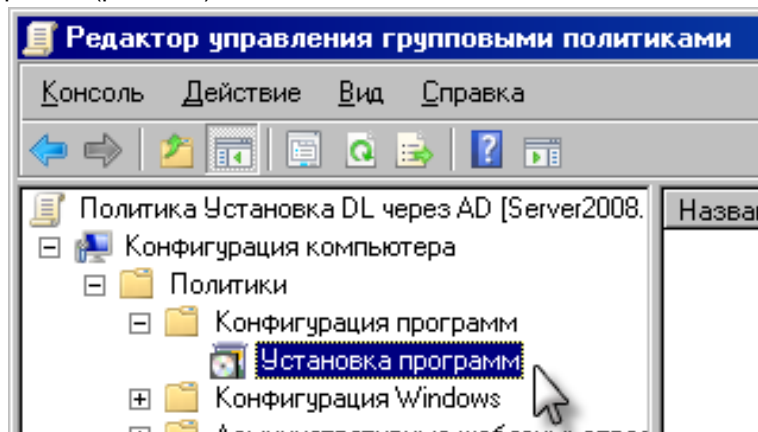 Редактор управления групповыми политиками
Консоль Действие Вид Справка
Политика Установка DL через AD [Server2008.
Конфигурация компьютера
Политики
Конфигурация программ
Установка программ
Конфигурация Windows